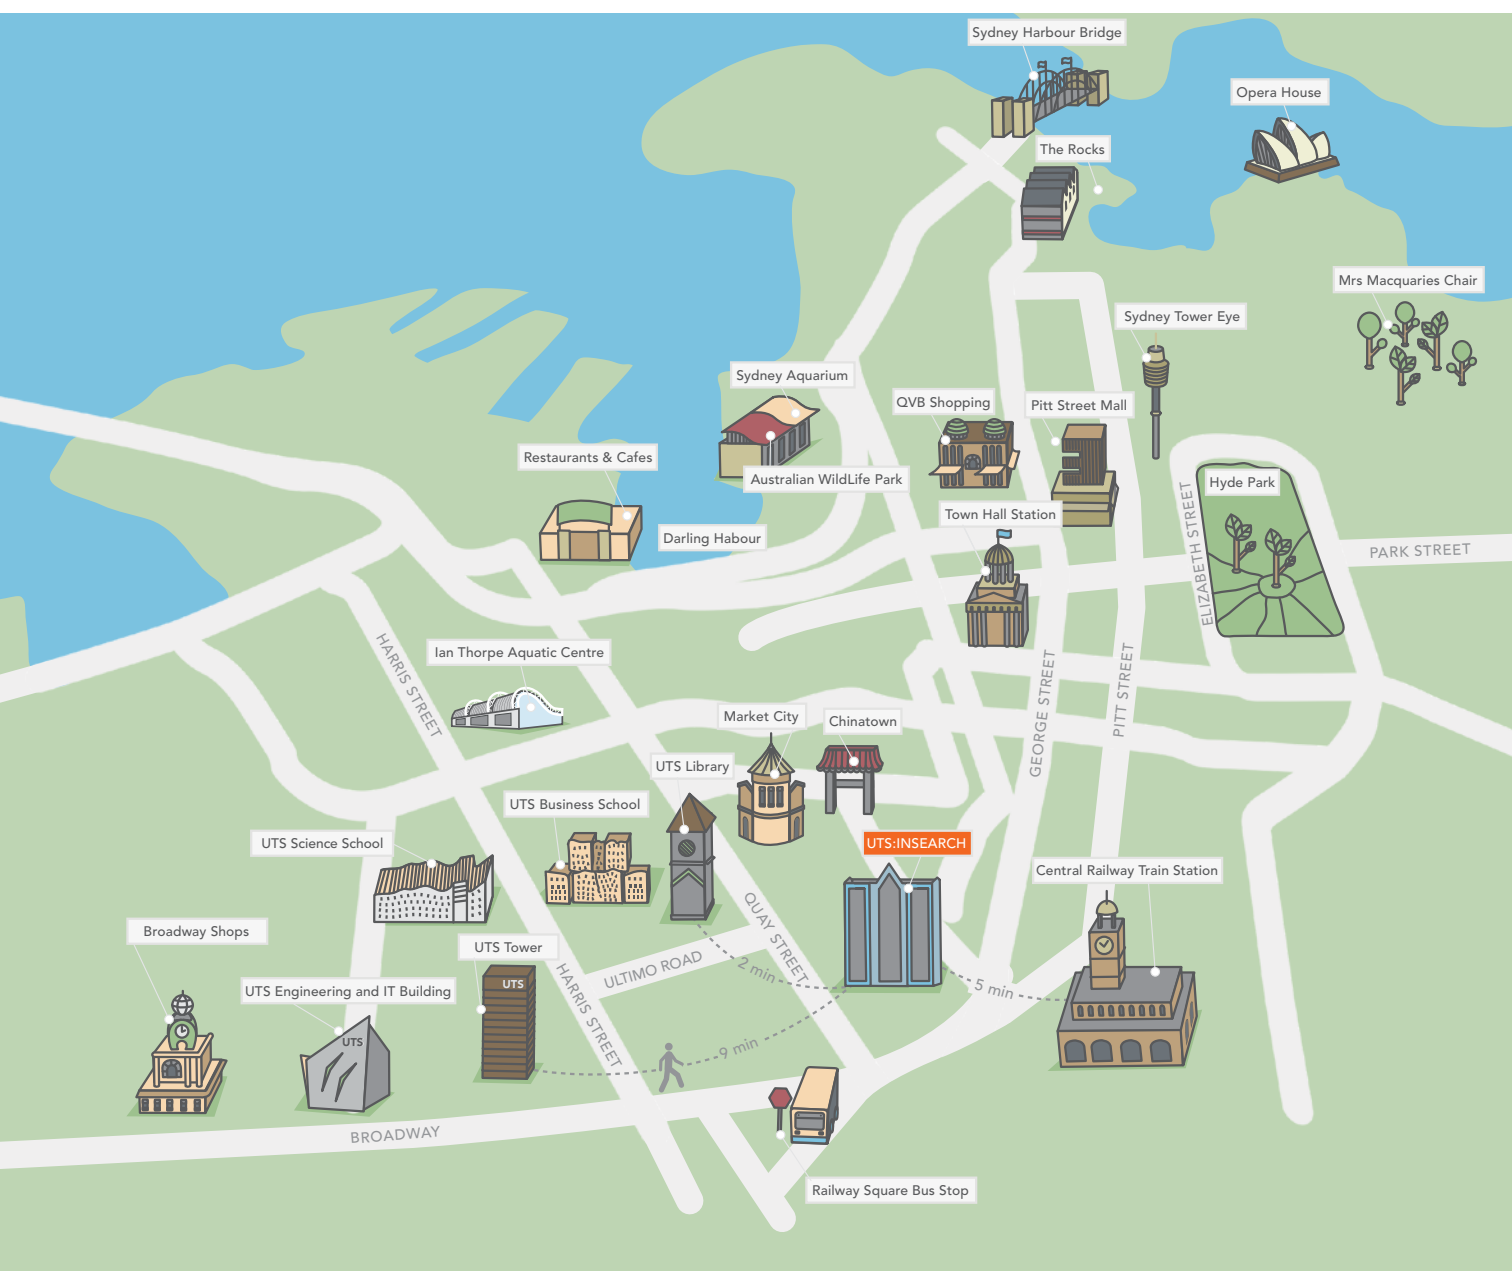 Sydney Harbour Bridge
Opera House
The Rocks
Mrs Macquaries Chair
Sydney Tower Eye
Sydney Aquarium
QVB Shopping
Pitt Street Mall
Restaurants & Cafes
Australian WildLife Park
Hyde Park
Town Hall Station
Darling Habour
ELIZABETH STREET
PARK STREET
HARRIS STREET
Ian Thorpe Aquatic Centre
GEORGE STREET
PITT STREET
Market City
Chinatown
UTS Library
UTS Business School
UTS Science School
UTS:INSEARCH
Central Railway Train Station
QUAY STREET
Broadway Shops
UTS Tower
UTS
ULTIMO ROAD
2 min
5 min
HARRIS STREET
UTS Engineering and IT Building
UTS
9 min
BROADWAY
Railway Square Bus Stop